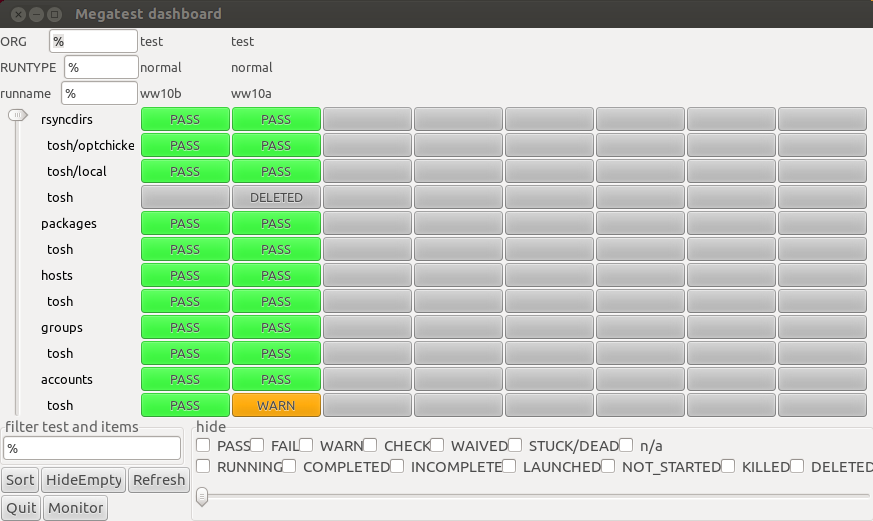 Megatest dashboard
ORG % test test
RUNTYPE % normal normal
runname % ww10b ww10a
rsyncdirs PASS PASS
tosh/optchicke PASS PASS
tosh/local PASS PASS
tosh DELETED
packages PASS PASS
tosh PASS PASS
hosts PASS PASS
tosh PASS PASS
groups PASS PASS
tosh PASS PASS
accounts PASS PASS
tosh PASS WARN
filter test and items
%
Sort HideEmpty Refresh
Quit Monitor
hide
PASS FAIL WARN CHECK WAIVED STUCK/DEAD n/a
RUNNING COMPLETED INCOMPLETE LAUNCHED NOT_STARTED KILLED DELETED